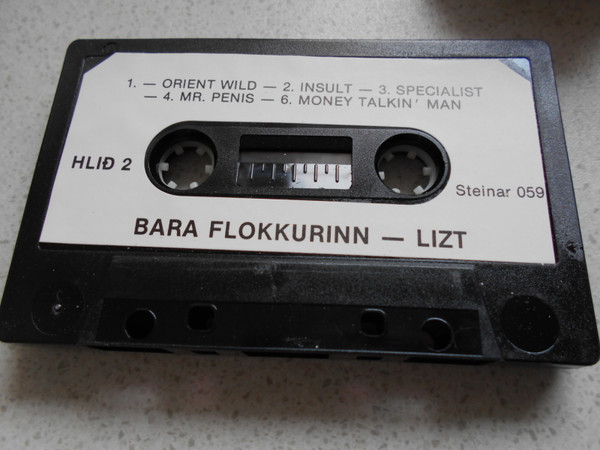 1. — ORIENT WILD — 2. INSULT — 3. SPECIALIST
— 4. MR. PENIS — 6. MONEY TALKIN' MAN
HLIÐ 2
Steinar 059
BARA FLOKKURINN — LIZT